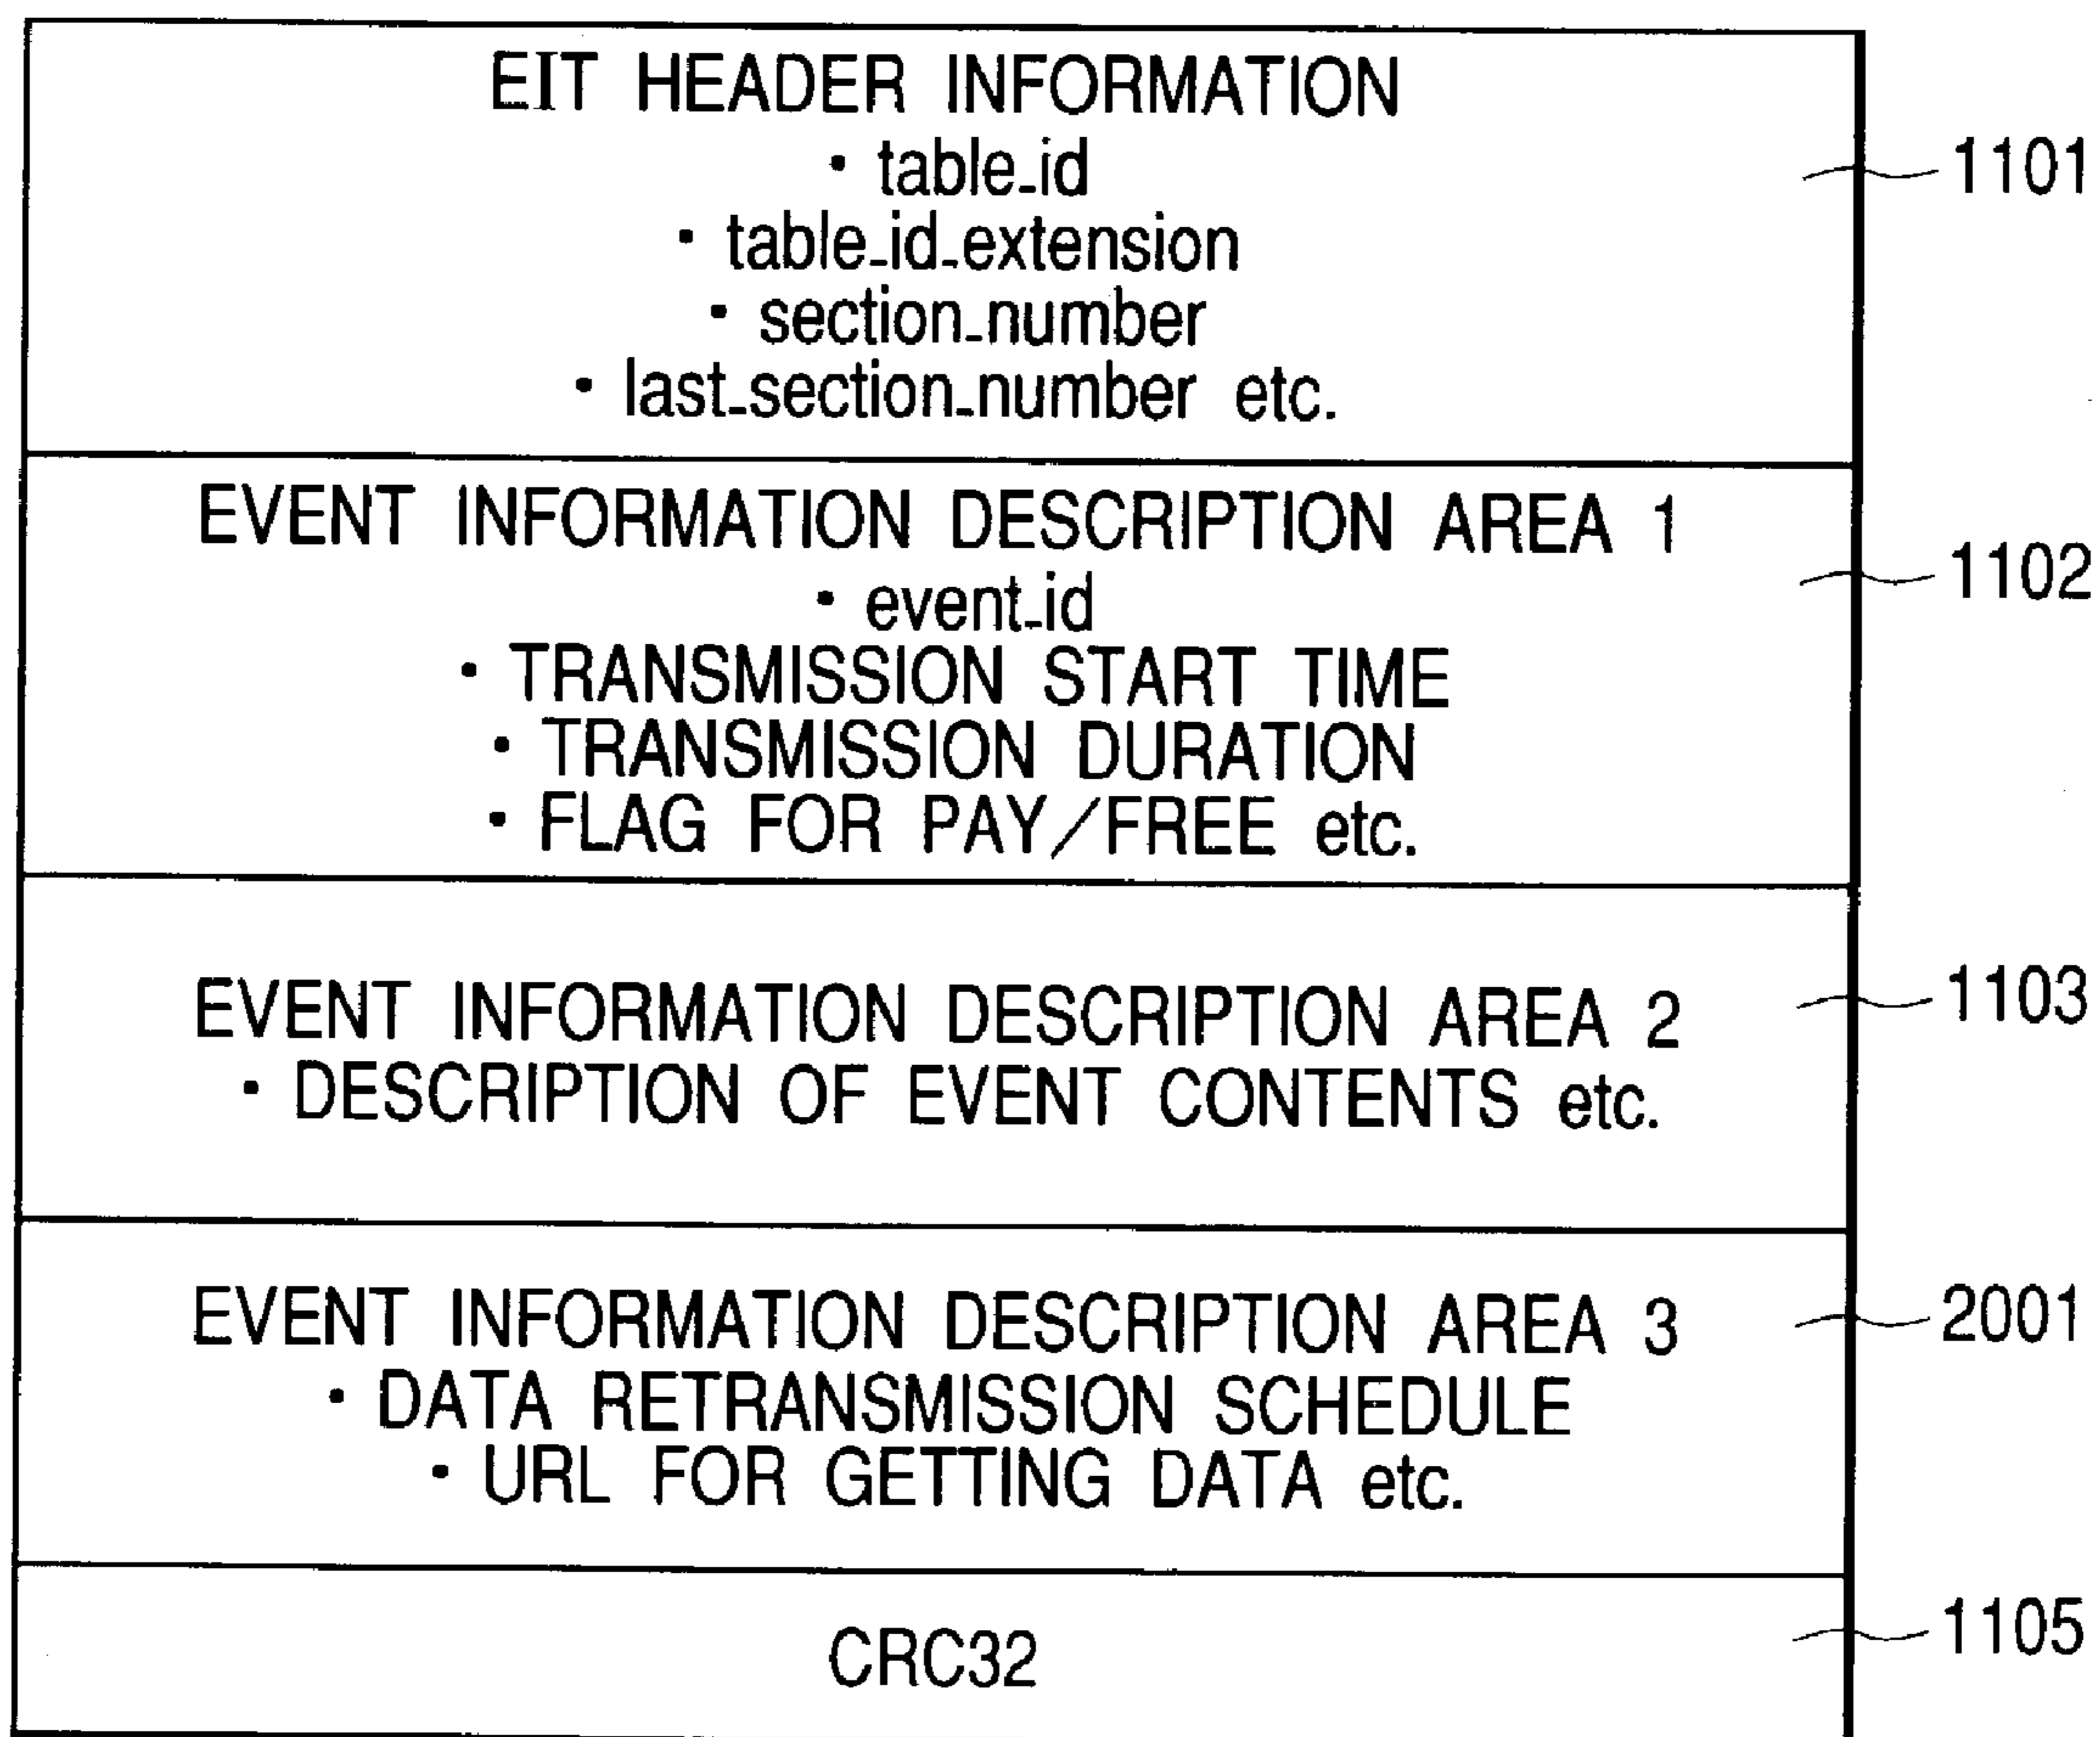 EIT HEADER INFORMATION
・table_id
・table_id_extension
・section_number
・last_section_number etc.
1101
EVENT INFORMATION DESCRIPTION AREA 1
・event_id
・TRANSMISSION START TIME
・TRANSMISSION DURATION
・FLAG FOR PAY/FREE etc.
1102
EVENT INFORMATION DESCRIPTION AREA 2
・DESCRIPTION OF EVENT CONTENTS etc.
1103
EVENT INFORMATION DESCRIPTION AREA 3
・DATA RETRANSMISSION SCHEDULE
・URL FOR GETTING DATA etc.
2001
CRC32
1105